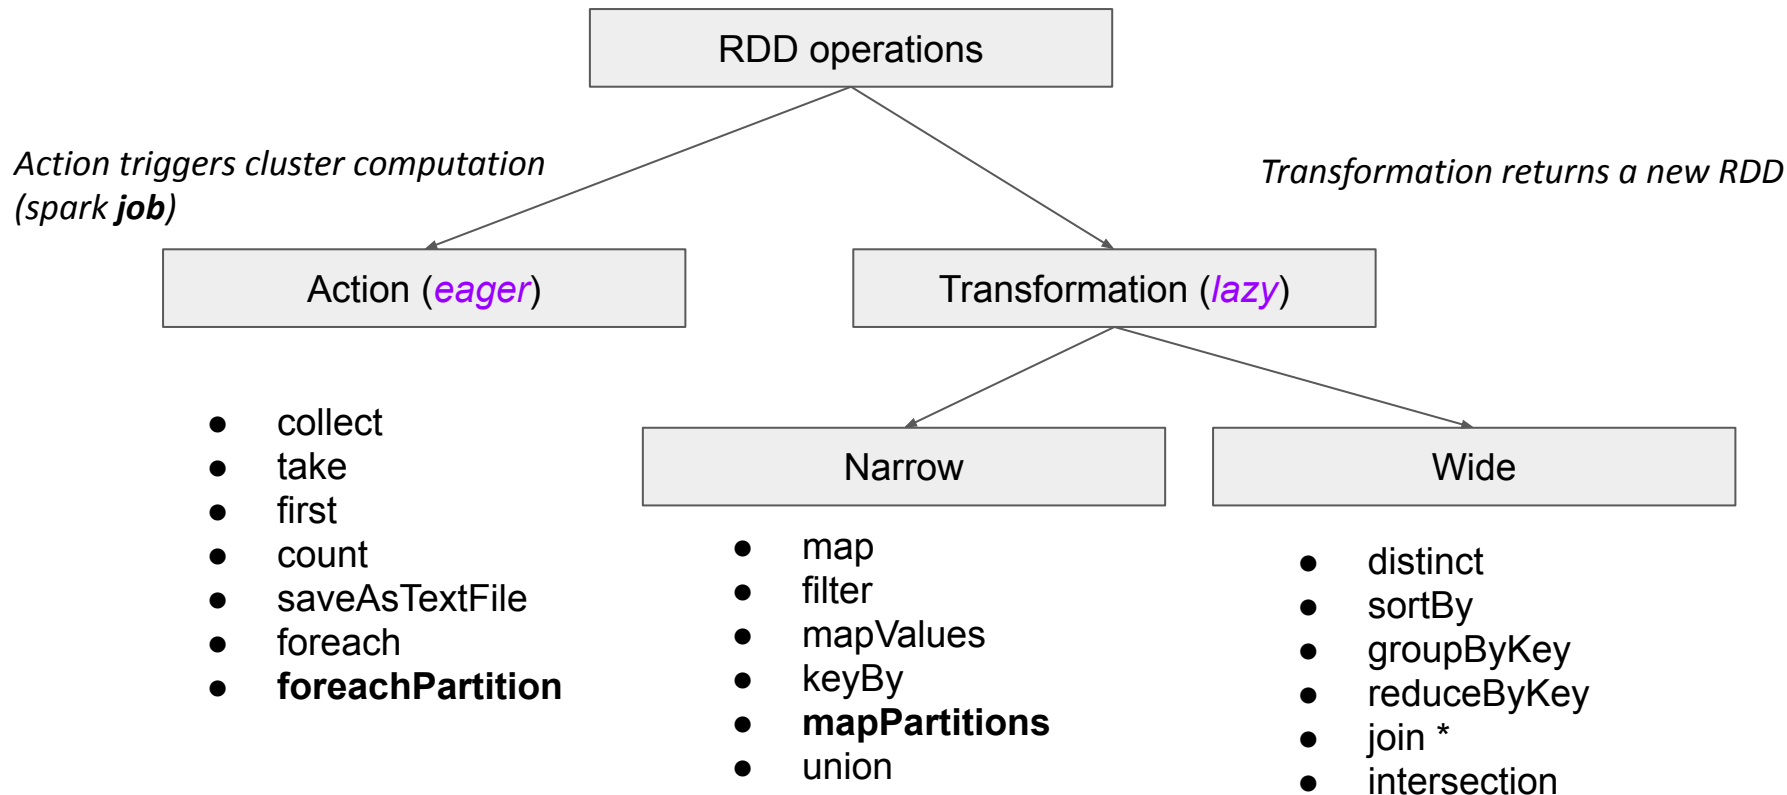 RDD operations
Action triggers cluster computation
(spark job)
Transformation returns a new RDD
Action (eager)
Transformation (lazy)
● collect
● take
● first
● count
● saveAsTextFile
● foreach
● foreachPartition
Narrow
● map
● filter
● mapValues
● keyBy
● mapPartitions
● union
Wide
● distinct
● sortBy
● groupByKey
● reduceByKey
● join *
● intersection